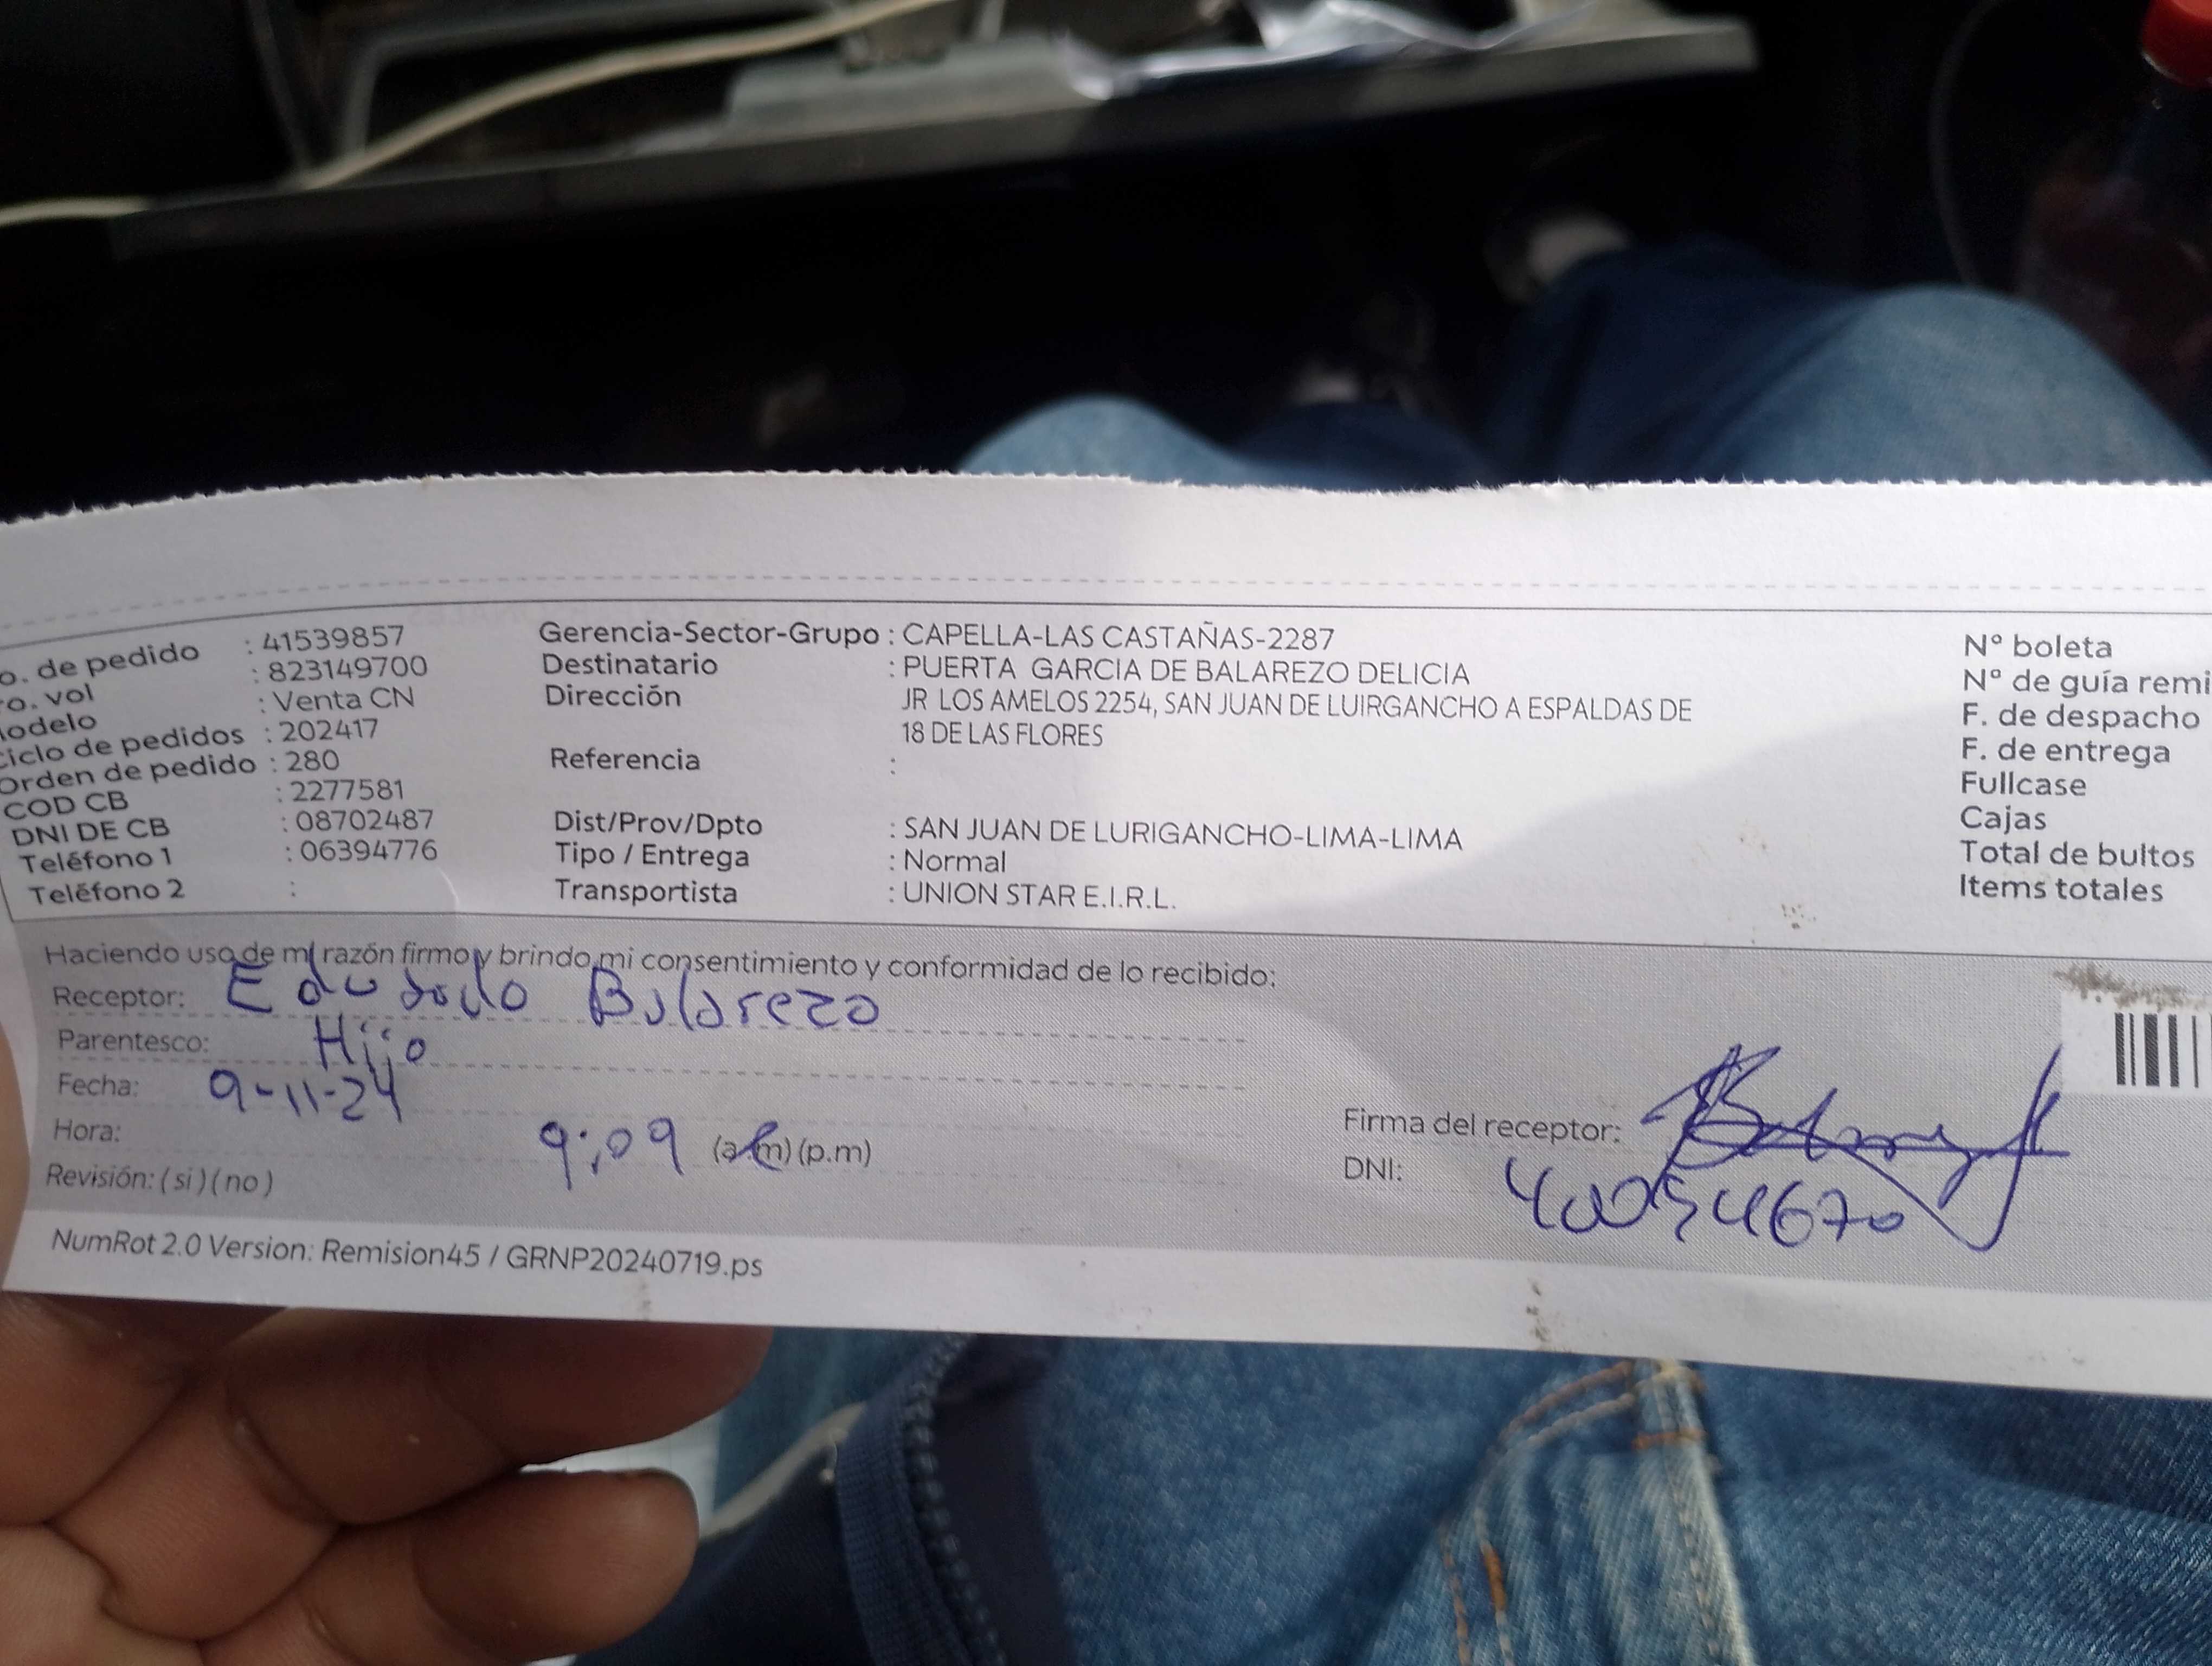 o. de pedido : 41539857
ro. vol : 823149700
lodelo : Venta CN
Ciclo de pedidos : 202417
Orden de pedido : 280
COD CB : 2277581
DNI DE CB : 08702487
Teléfono 1 : 06394776
Teléfono 2 :
Gerencia-Sector-Grupo : CAPELLA-LAS CASTAÑAS-2287
Destinatario : PUERTA GARCIA DE BALAREZO DELICIA
Dirección JR LOS AMELOS 2254, SAN JUAN DE LUIRGANCHO A ESPALDAS DE
18 DE LAS FLORES
Referencia :
Dist/Prov/Dpto : SAN JUAN DE LURIGANCHO-LIMA-LIMA
Tipo / Entrega : Normal
Transportista : UNION STAR E.I.R.L.
Nº boleta
Nº de guía remi
F. de despacho
F. de entrega
Fullcase
Cajas
Total de bultos
Items totales
Haciendo uso de mi razón firmo y brindo mi consentimiento y conformidad de lo recibido:
Receptor: Eduardo Balarezo
Parentesco: Hijo
Fecha: 9-11-24
Hora: 9:09 (a.m) (p.m)
Revisión: ( si ) ( no )
Firma del receptor:
DNI: 40054670
NumRot 2.0 Version: Remision45 / GRNP20240719.ps